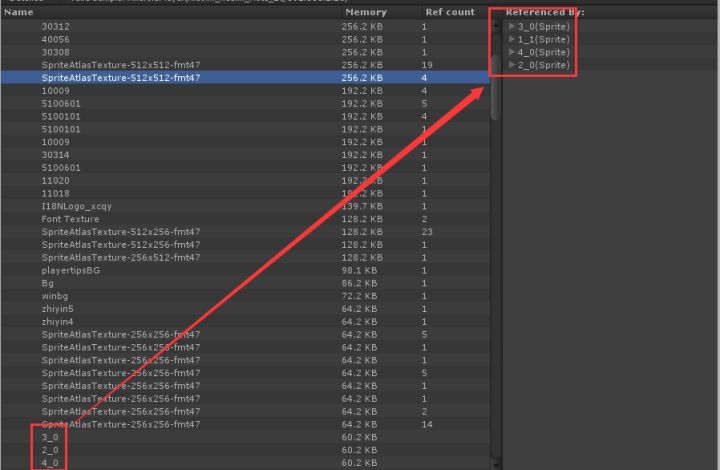 Name Memory Ref count Referenced By:
30312 256.2 KB 1
40056 256.2 KB 1
30308 256.2 KB 1
SpriteAtlasTexture-512x512-fmt47 256.2 KB 19
SpriteAtlasTexture-512x512-fmt47 256.2 KB 4
10009 192.2 KB 4
5100601 192.2 KB 5
5100101 192.2 KB 4
5100101 192.2 KB 1
10009 192.2 KB 1
30314 192.2 KB 1
5100601 192.2 KB 1
11020 192.2 KB 1
11018 192.2 KB 1
I18NLogo_xcqy 139.7 KB 1
Font Texture 128.2 KB 2
SpriteAtlasTexture-512x256-fmt47 128.2 KB 23
SpriteAtlasTexture-512x256-fmt47 128.2 KB 1
SpriteAtlasTexture-256x512-fmt47 128.2 KB 1
playertipsBG 98.1 KB 1
Bg 86.2 KB 1
winbg 72.2 KB 1
zhiyin5 64.2 KB 1
zhiyin4 64.2 KB 1
SpriteAtlasTexture-256x256-fmt47 64.2 KB 5
SpriteAtlasTexture-256x256-fmt47 64.2 KB 1
SpriteAtlasTexture-256x256-fmt47 64.2 KB 1
SpriteAtlasTexture-256x256-fmt47 64.2 KB 5
SpriteAtlasTexture-256x256-fmt47 64.2 KB 1
SpriteAtlasTexture-256x256-fmt47 64.2 KB 1
SpriteAtlasTexture-256x256-fmt47 64.2 KB 2
SpriteAtlasTexture-256x256-fmt47 64.2 KB 14
3_0 60.2 KB 1
2_0 60.2 KB 1
4_0 60.2 KB 1
3_0(Sprite)
1_1(Sprite)
4_0(Sprite)
2_0(Sprite)